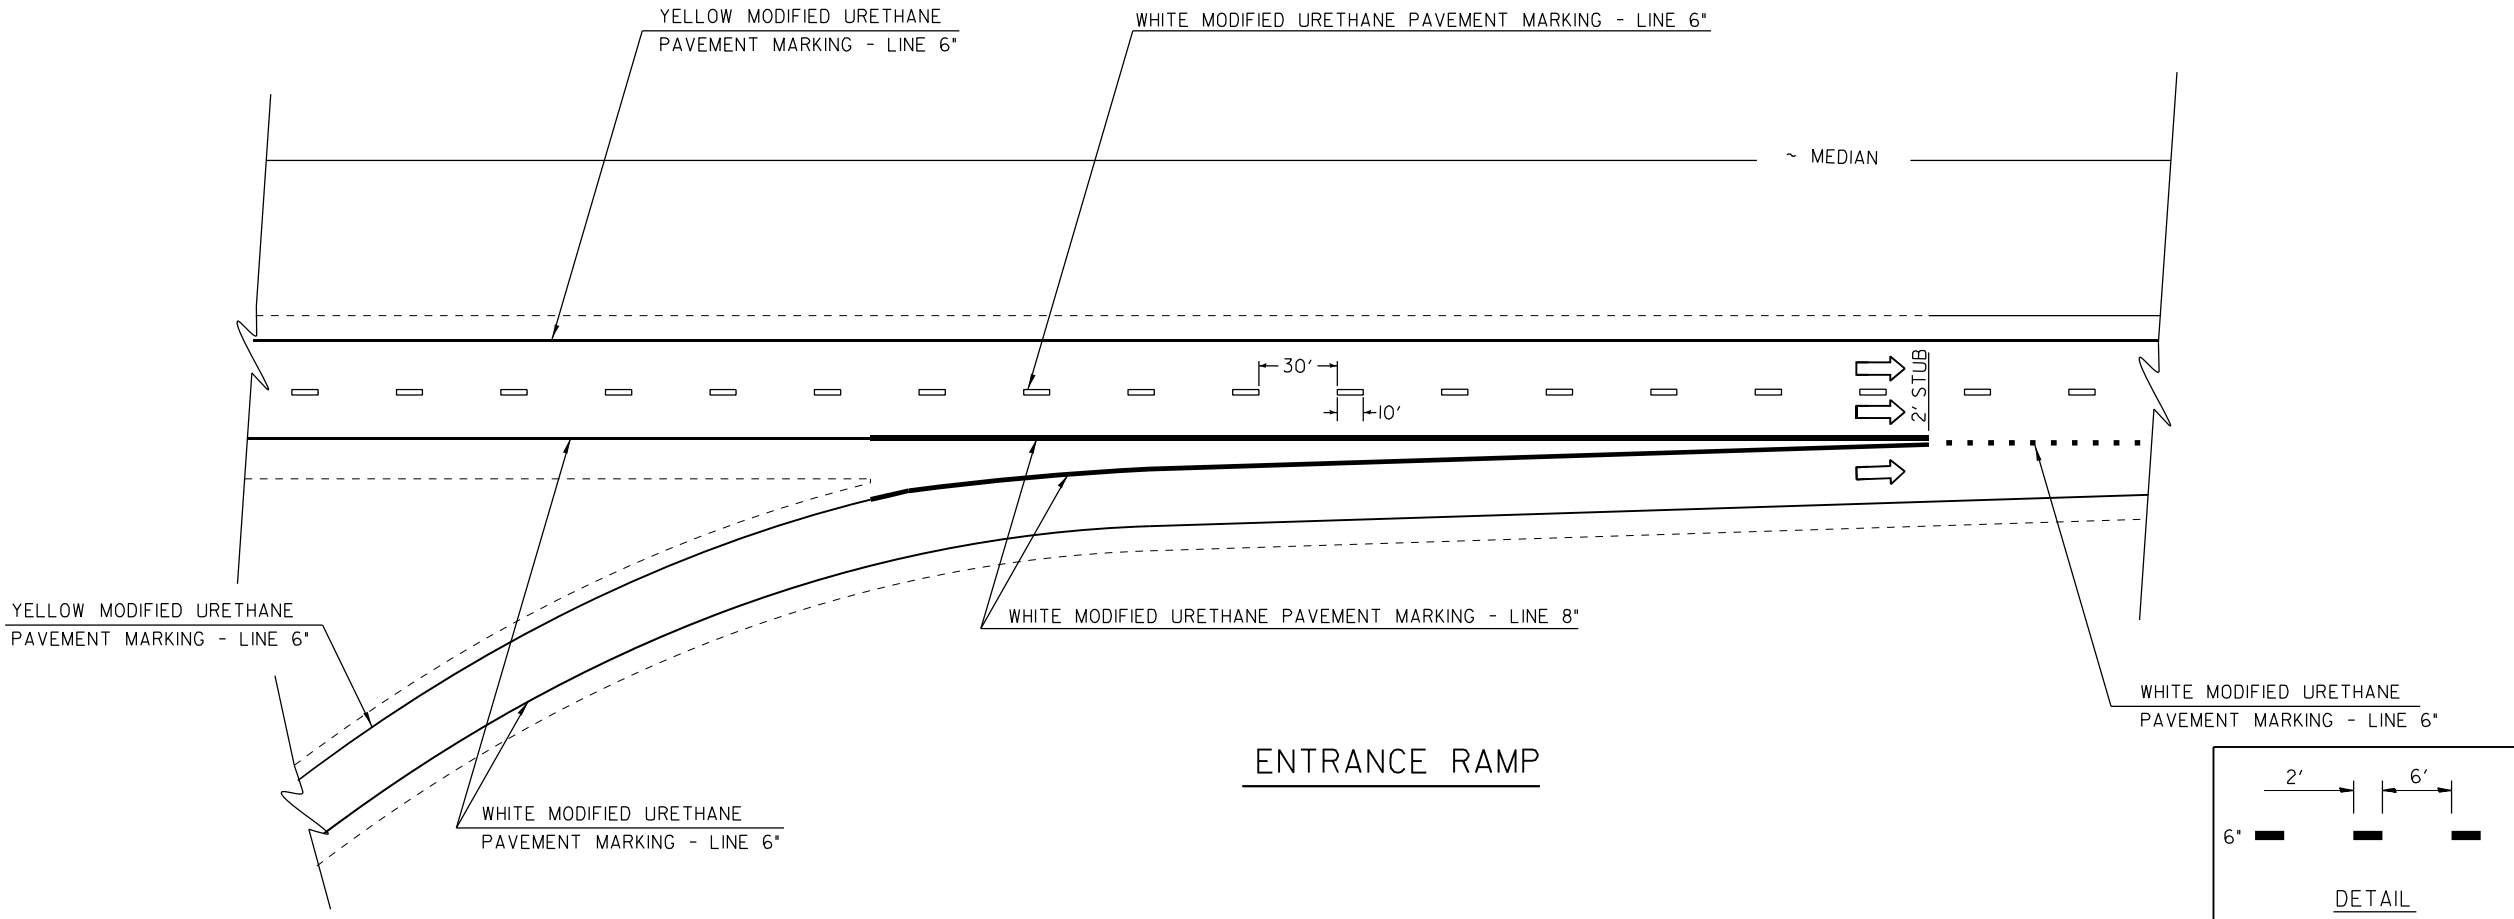 YELLOW MODIFIED URETHANE
PAVEMENT MARKING - LINE 6"
WHITE MODIFIED URETHANE PAVEMENT MARKING - LINE 6"
~ MEDIAN
30'
10'
2' STUB
YELLOW MODIFIED URETHANE
PAVEMENT MARKING - LINE 6"
WHITE MODIFIED URETHANE PAVEMENT MARKING - LINE 8"
WHITE MODIFIED URETHANE
PAVEMENT MARKING - LINE 6"
ENTRANCE RAMP
WHITE MODIFIED URETHANE
PAVEMENT MARKING - LINE 6"
2'
6'
6"
DETAIL